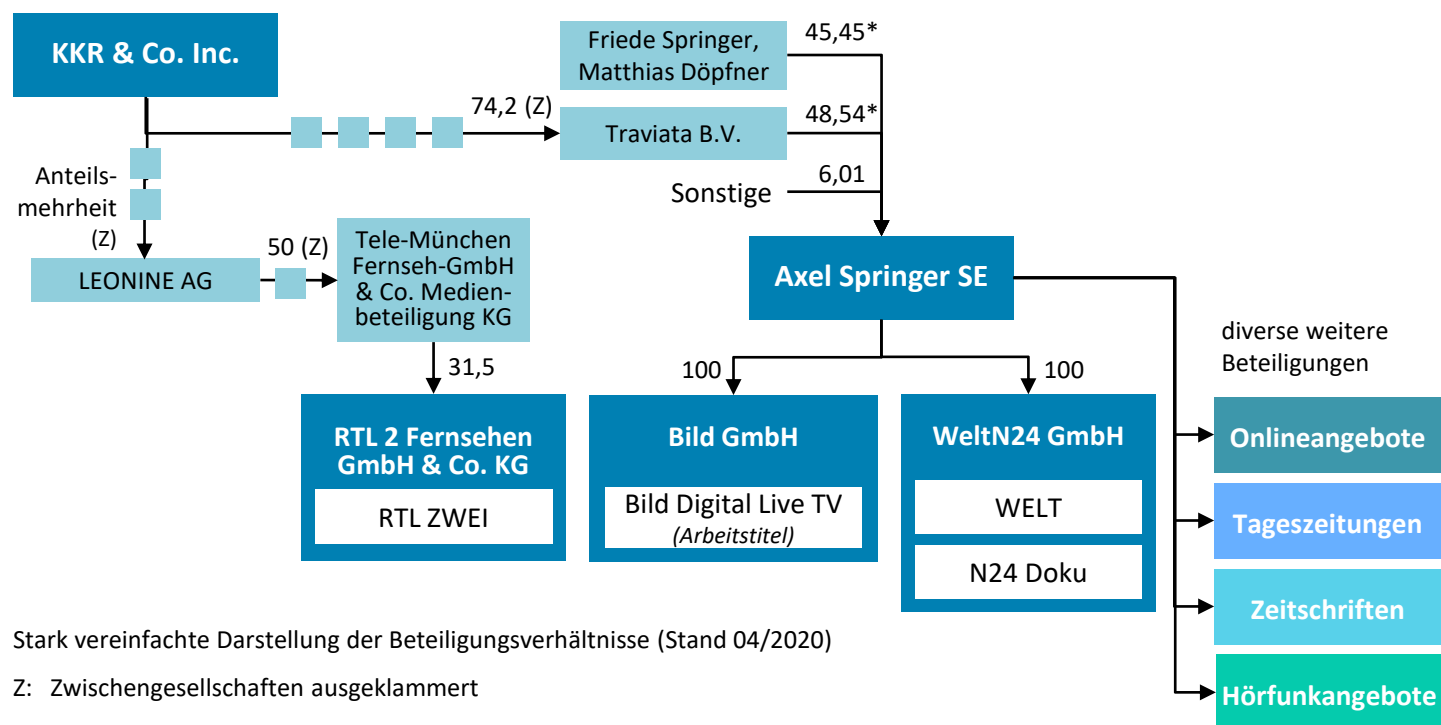 KKR & Co. Inc.
Friede Springer,
Matthias Döpfner
45,45*
74,2 (Z)
Traviata B.V.
48,54*
Sonstige
6,01
Anteils-
mehrheit
(Z)
LEONINE AG
50 (Z)
Tele-München
Fernseh-GmbH
& Co. Medien-
beteiligung KG
Axel Springer SE
31,5
100
100
diverse weitere
Beteiligungen
RTL 2 Fernsehen
GmbH & Co. KG
RTL ZWEI
Bild GmbH
Bild Digital Live TV
(Arbeitstitel)
WeltN24 GmbH
WELT
N24 Doku
Onlineangebote
Tageszeitungen
Zeitschriften
Hörfunkangebote
Stark vereinfachte Darstellung der Beteiligungsverhältnisse (Stand 04/2020)
Z: Zwischengesellschaften ausgeklammert